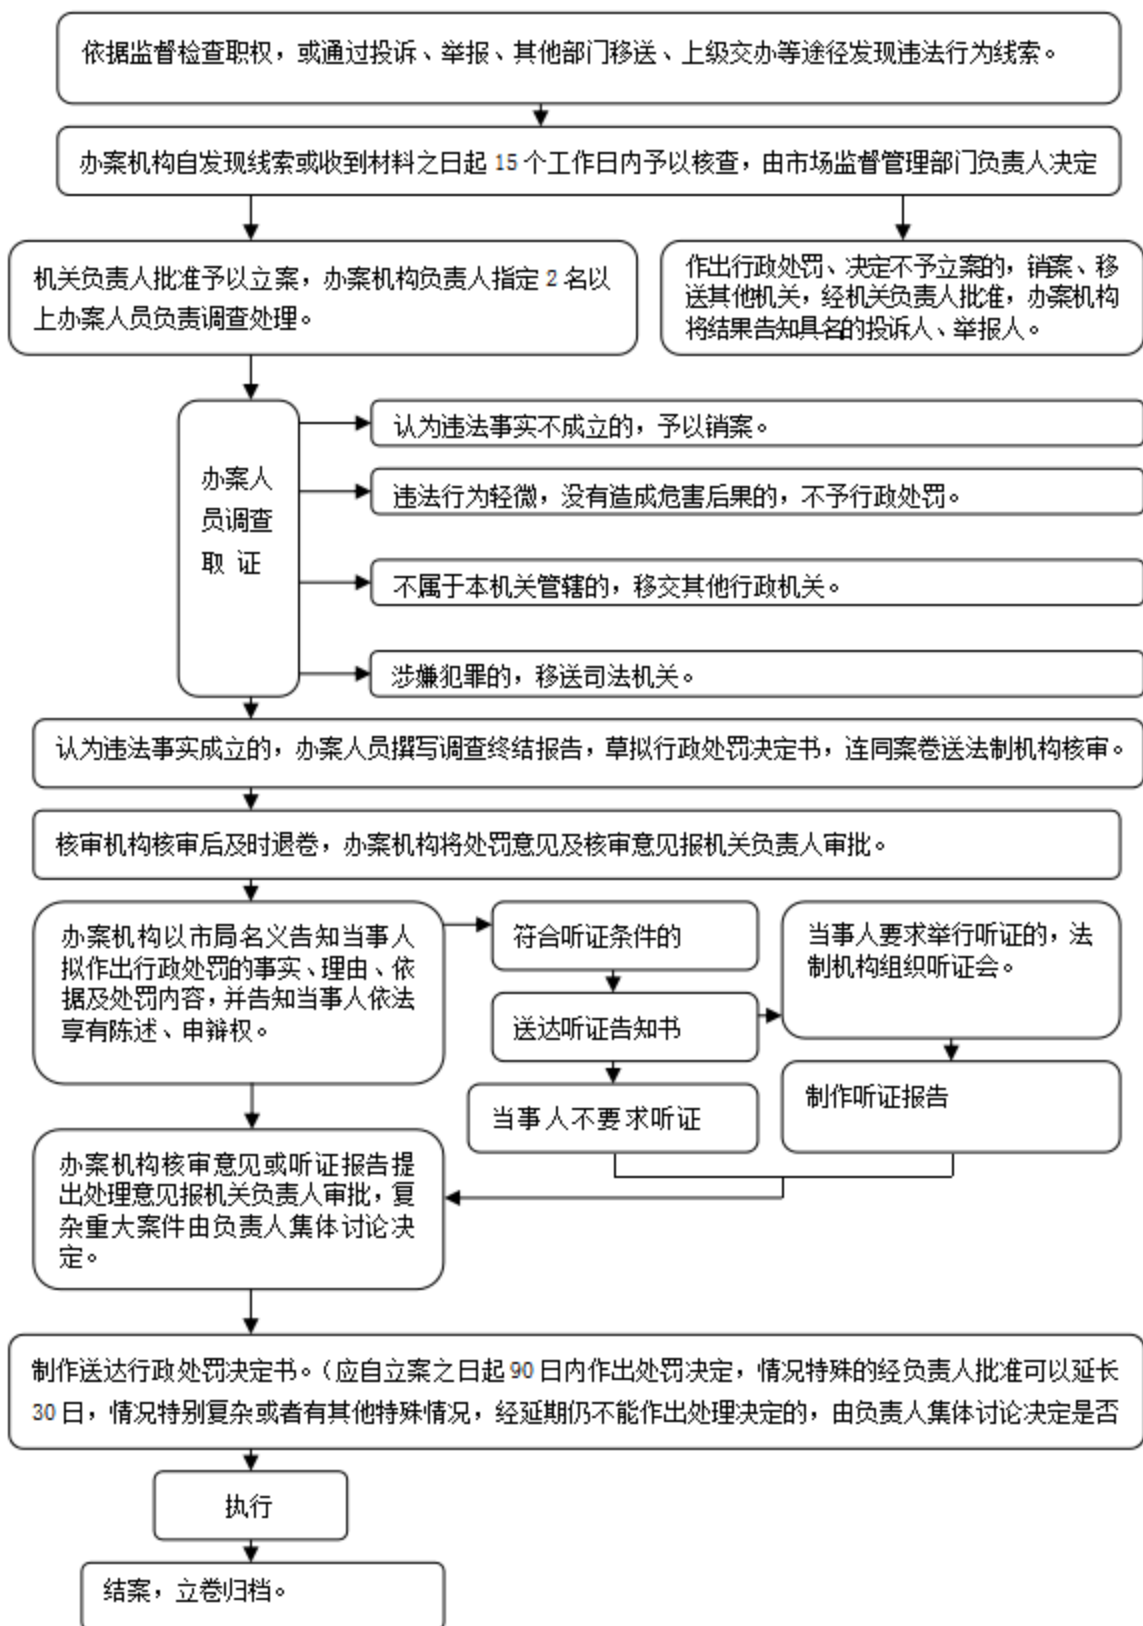 依据监督检查职权，或通过投诉、举报、其他部门移送、上级交办等途径发现违法行为线索。
办案机构自发现线索或收到材料之日起 15 个工作日内予以核查，由市场监督管理部门负责人决定
机关负责人批准予以立案，办案机构负责人指定 2 名以
上办案人员负责调查处理。
作出行政处罚、决定不予立案的，销案、移
送其他机关，经机关负责人批准，办案机构
将结果告知具名的投诉人、举报人。
办案人
员调查
取 证
认为违法事实不成立的，予以销案。
违法行为轻微，没有造成危害后果的，不予行政处罚。
不属于本机关管辖的，移交其他行政机关。
涉嫌犯罪的，移送司法机关。
认为违法事实成立的，办案人员撰写调查终结报告，草拟行政处罚决定书，连同案卷送法制机构核审。
核审机构核审后及时退卷，办案机构将处罚意见及核审意见报机关负责人审批。
办案机构以市局名义告知当事人
拟作出行政处罚的事实、理由、依
据及处罚内容，并告知当事人依法
享有陈述、申辩权。
符合听证条件的
送达听证告知书
当事人不要求听证
当事人要求举行听证的，法
制机构组织听证会。
制作听证报告
办案机构核审意见或听证报告提
出处理意见报机关负责人审批，复
杂重大案件由负责人集体讨论决
定。
制作送达行政处罚决定书。（应自立案之日起 90 日内作出处罚决定，情况特殊的经负责人批准可以延长
30 日，情况特别复杂或者有其他特殊情况，经延期仍不能作出处理决定的，由负责人集体讨论决定是否
执行
结案，立卷归档。